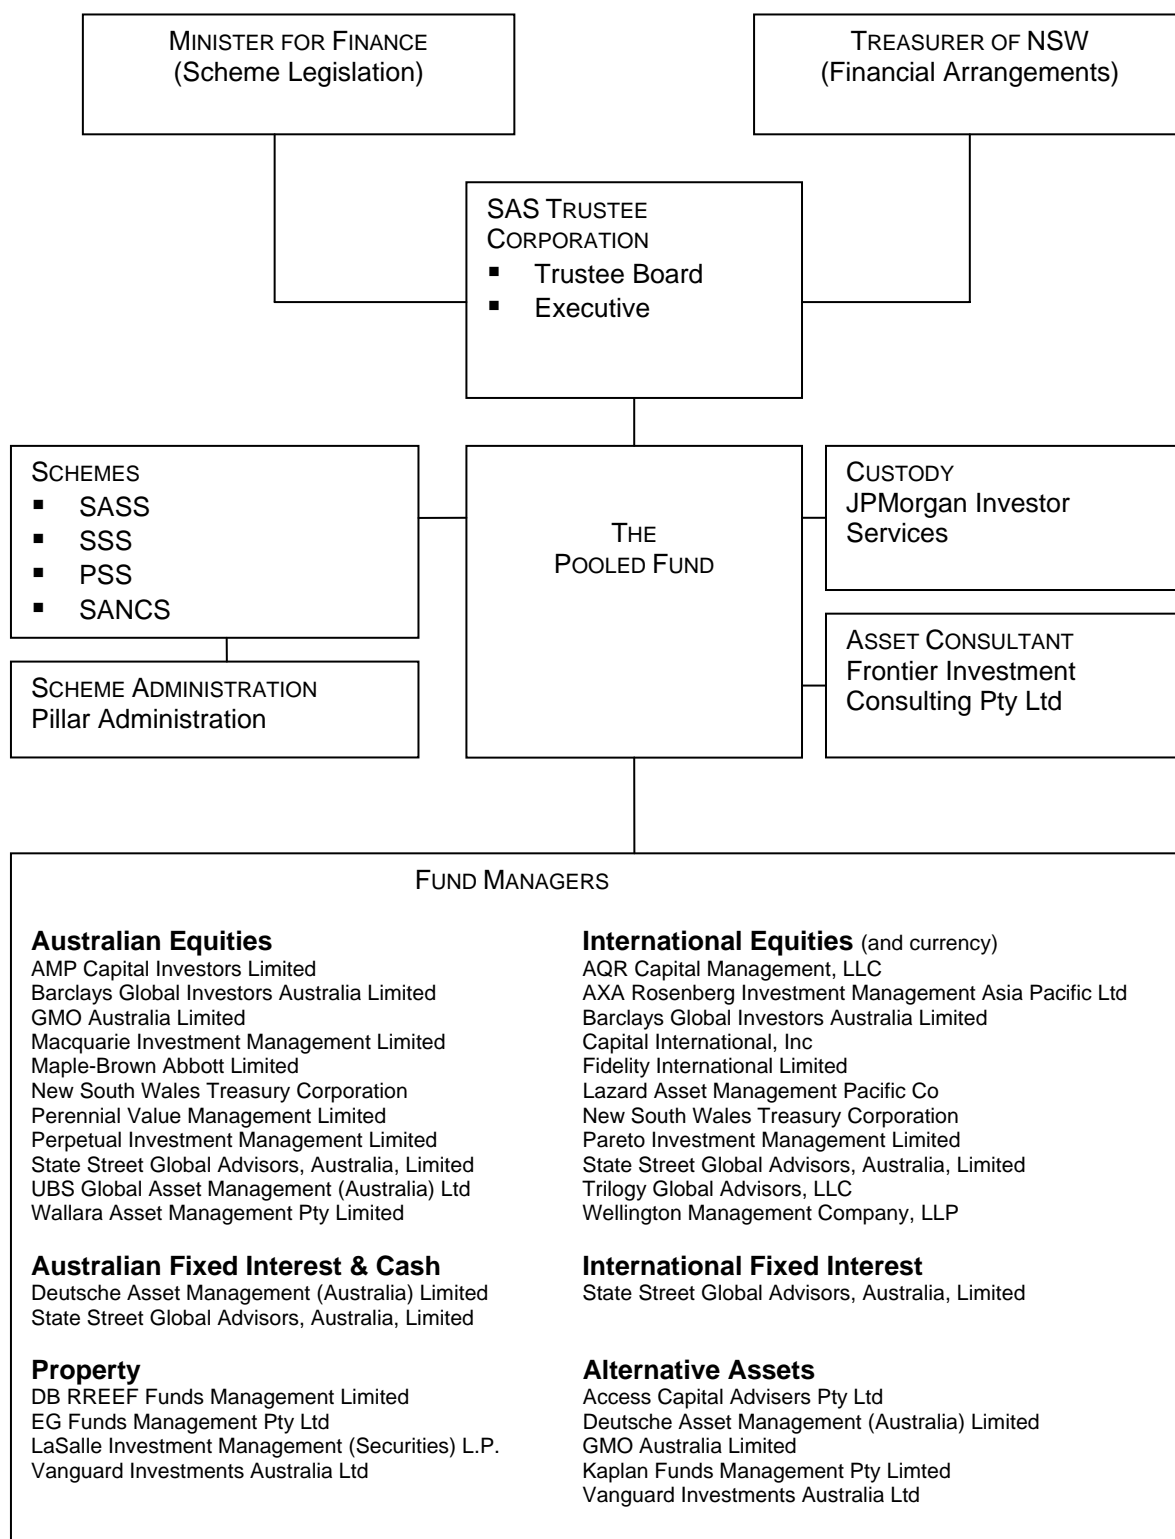 MINISTER FOR FINANCE
(Scheme Legislation)
TREASURER OF NSW
(Financial Arrangements)
SAS TRUSTEE
CORPORATION
▪ Trustee Board
▪ Executive
SCHEMES
▪ SASS
▪ SSS
▪ PSS
▪ SANCS
SCHEME ADMINISTRATION
Pillar Administration
THE
POOLED FUND
CUSTODY
JPMorgan Investor
Services
ASSET CONSULTANT
Frontier Investment
Consulting Pty Ltd
FUND MANAGERS
Australian Equities
AMP Capital Investors Limited
Barclays Global Investors Australia Limited
GMO Australia Limited
Macquarie Investment Management Limited
Maple-Brown Abbott Limited
New South Wales Treasury Corporation
Perennial Value Management Limited
Perpetual Investment Management Limited
State Street Global Advisors, Australia, Limited
UBS Global Asset Management (Australia) Ltd
Wallara Asset Management Pty Limited
International Equities (and currency)
AQR Capital Management, LLC
AXA Rosenberg Investment Management Asia Pacific Ltd
Barclays Global Investors Australia Limited
Capital International, Inc
Fidelity International Limited
Lazard Asset Management Pacific Co
New South Wales Treasury Corporation
Pareto Investment Management Limited
State Street Global Advisors, Australia, Limited
Trilogy Global Advisors, LLC
Wellington Management Company, LLP
Australian Fixed Interest & Cash
Deutsche Asset Management (Australia) Limited
State Street Global Advisors, Australia, Limited
International Fixed Interest
State Street Global Advisors, Australia, Limited
Property
DB RREEF Funds Management Limited
EG Funds Management Pty Ltd
LaSalle Investment Management (Securities) L.P.
Vanguard Investments Australia Ltd
Alternative Assets
Access Capital Advisers Pty Ltd
Deutsche Asset Management (Australia) Limited
GMO Australia Limited
Kaplan Funds Management Pty Limted
Vanguard Investments Australia Ltd